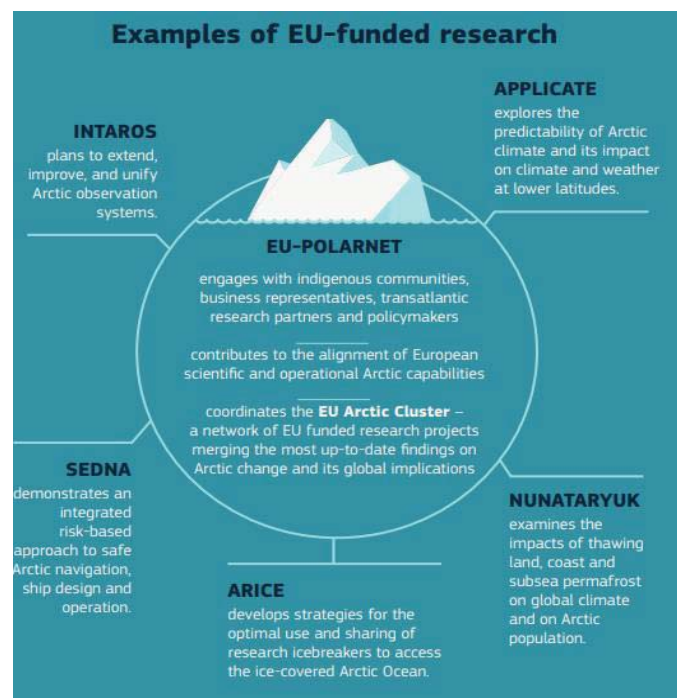 Examples of EU-funded research
INTAROS
plans to extend,
improve, and unify
Arctic observation
systems.
APPLICATE
explores the
predictability of Arctic
climate and its impact
on climate and weather
at lower latitudes.
EU-POLARNET
engages with indigenous communities,
business representatives, transatlantic
research partners and policymakers
contributes to the alignment of European
scientific and operational Arctic capabilities
coordinates the EU Arctic Cluster –
a network of EU funded research projects
merging the most up-to-date findings on
Arctic change and its global implications
SEDNA
demonstrates an
integrated
risk-based
approach to safe
Arctic navigation,
ship design and
operation.
ARICE
develops strategies for the
optimal use and sharing of
research icebreakers to access
the ice-covered Arctic Ocean.
NUNATARYUK
examines the
impacts of thawing
land, coast and
subsea permafrost
on global climate
and on Arctic
population.